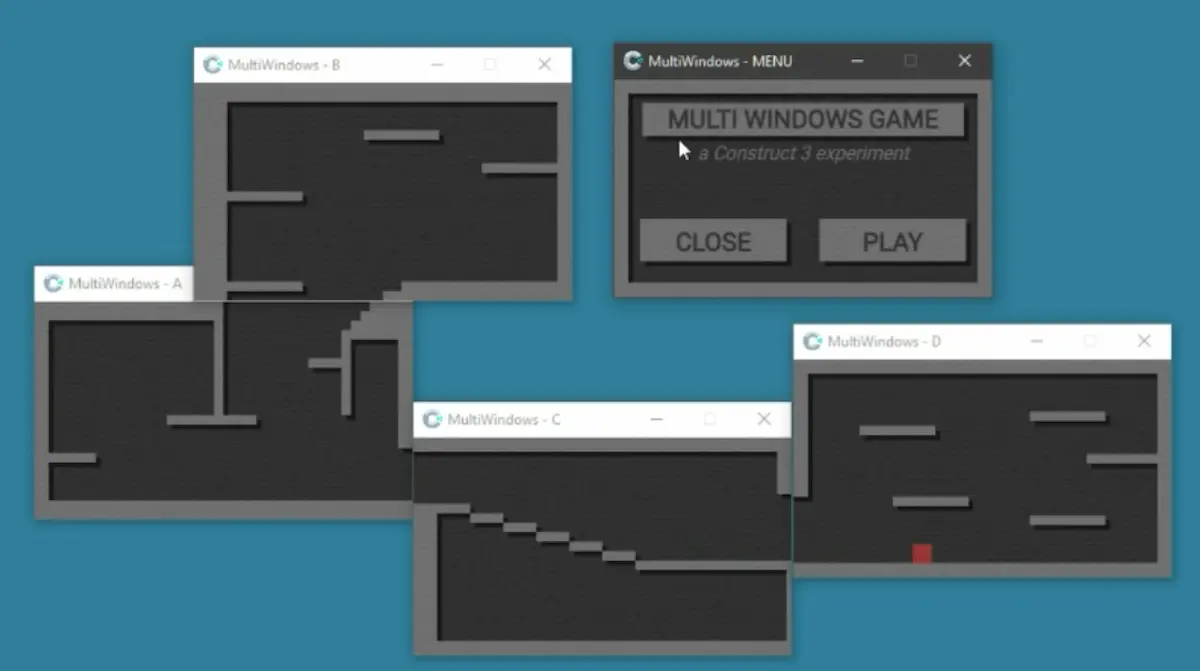 MultiWindows - B
MultiWindows - MENU
MULTI WINDOWS GAME
a Construct 3 experiment
CLOSE
PLAY
MultiWindows - A
MultiWindows - D
MultiWindows - C